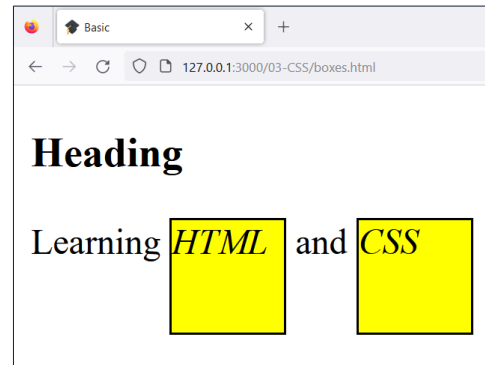 Basic
127.0.0.1:3000/03-CSS/boxes.html
Heading
Learning HTML and CSS